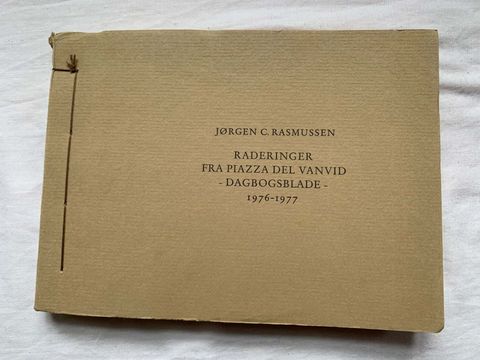 JØRGEN C. RASMUSSEN
RADERINGER
FRA PIAZZA DEL VANVID
- DAGBOGSBLADE -
1976-1977